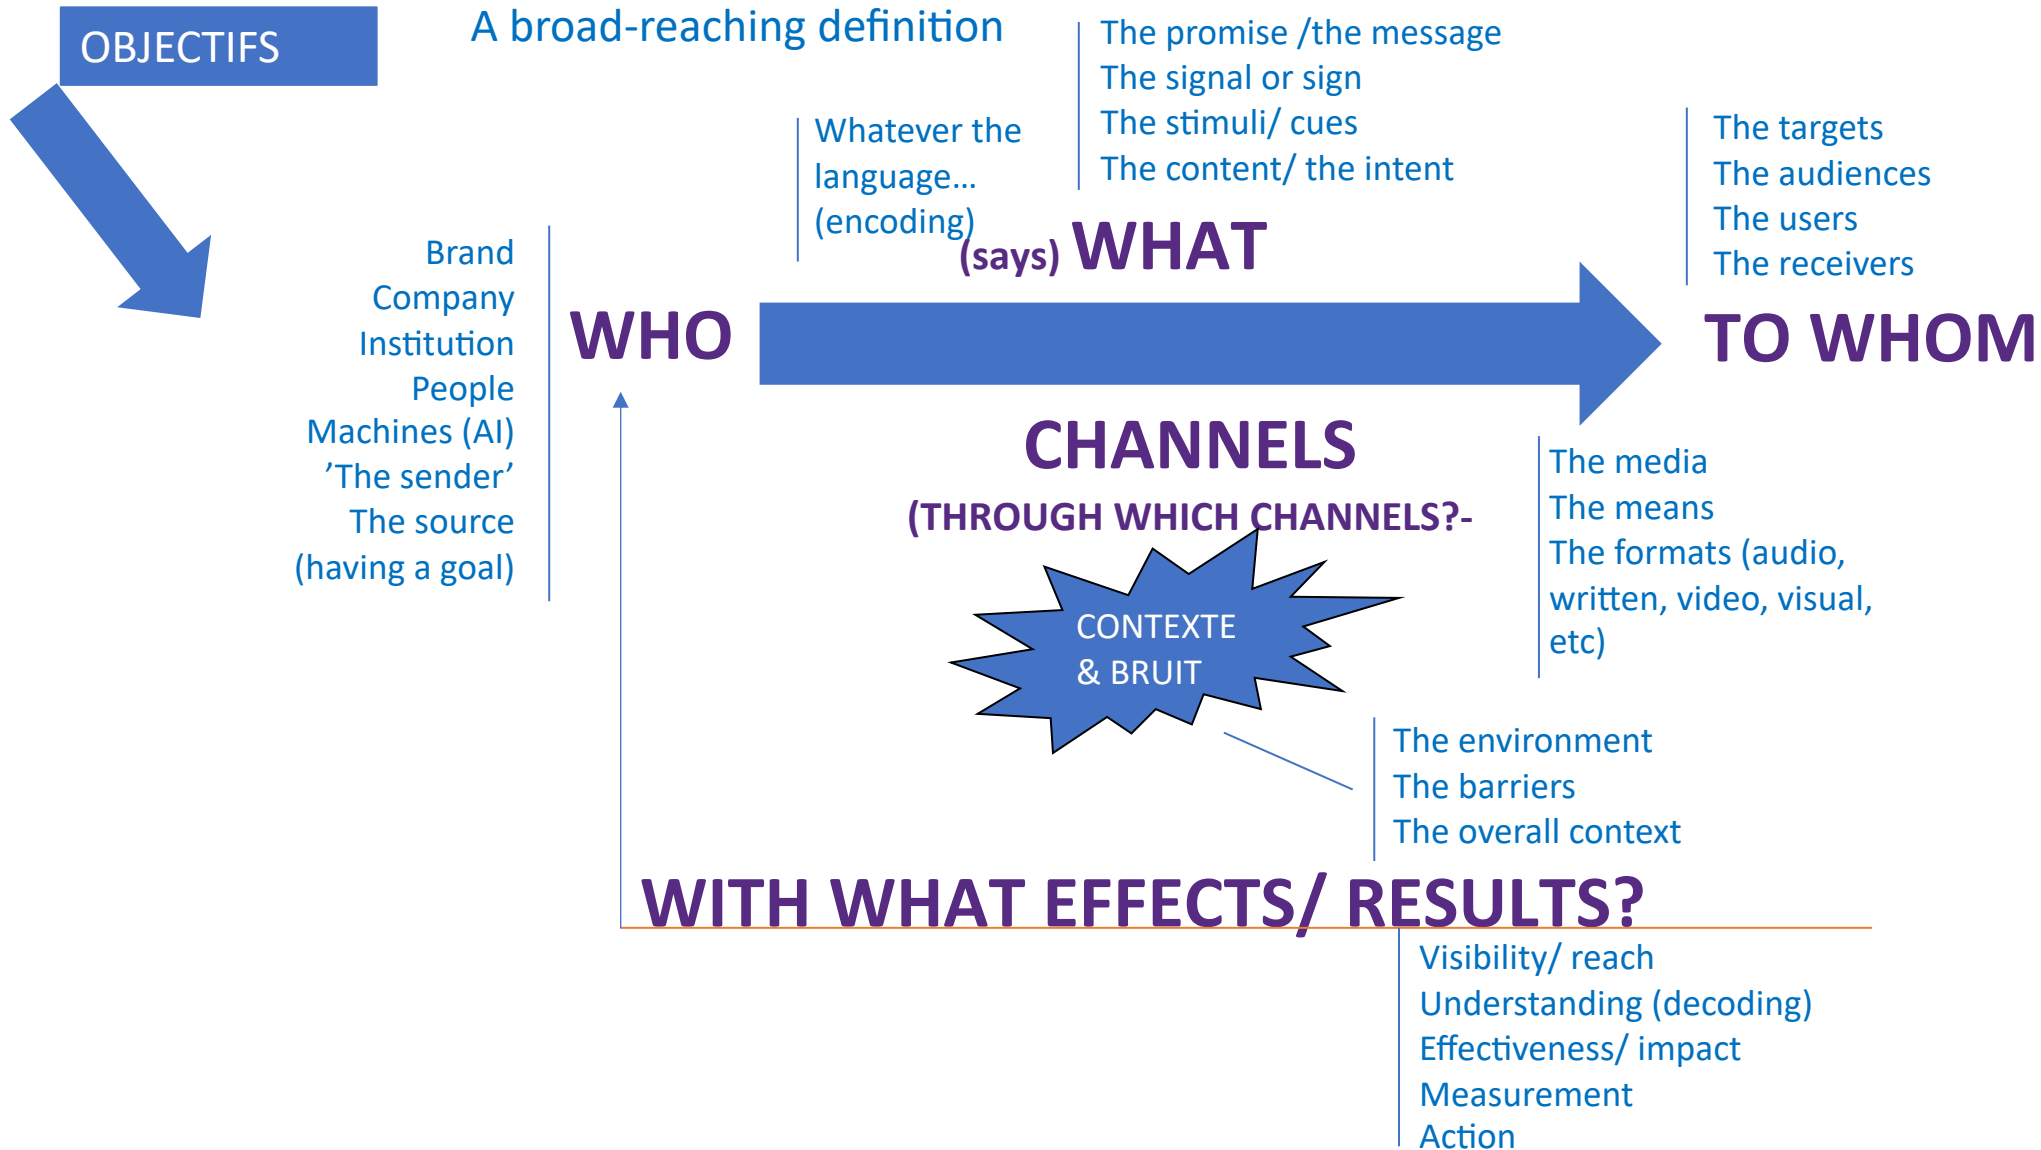 OBJECTIFS
A broad-reaching definition
The promise /the message
The signal or sign
The stimuli/ cues
The content/ the intent
Whatever the
language...
(encoding)
The targets
The audiences
The users
The receivers
Brand
Company
Institution
People
Machines (AI)
’The sender’
The source
(having a goal)
WHO
(says) WHAT
TO WHOM
CHANNELS
(THROUGH WHICH CHANNELS?-
The media
The means
The formats (audio,
written, video, visual,
etc)
CONTEXTE
& BRUIT
The environment
The barriers
The overall context
WITH WHAT EFFECTS/ RESULTS?
Visibility/ reach
Understanding (decoding)
Effectiveness/ impact
Measurement
Action